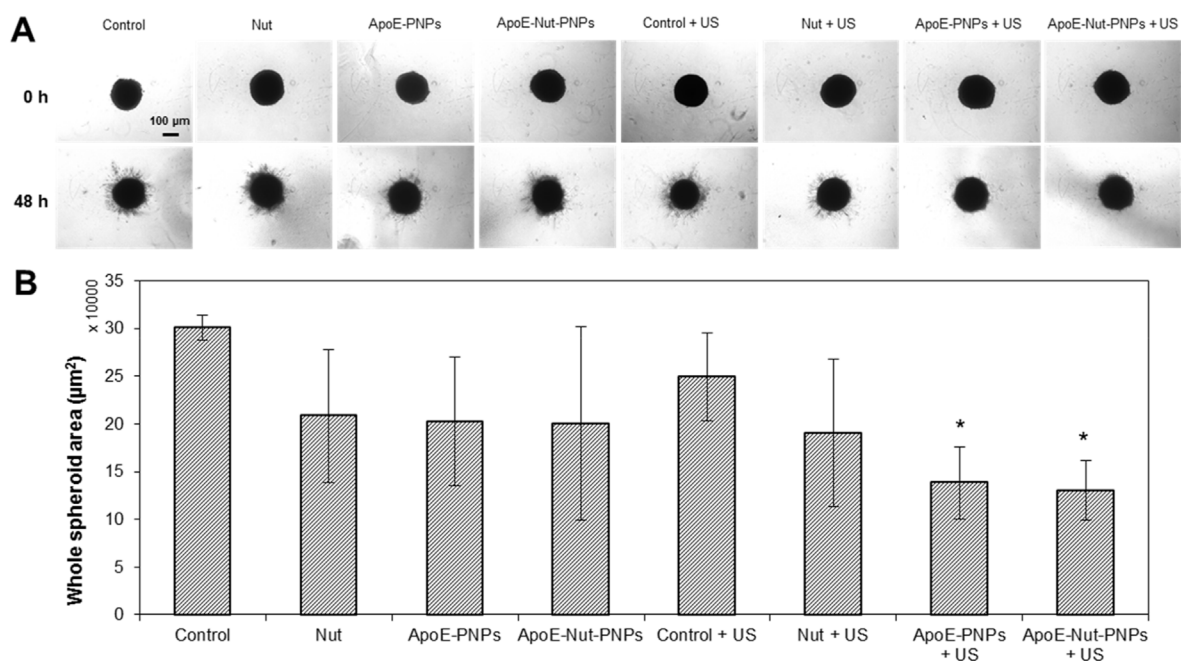 A
Control
Nut
ApoE-PNPs
ApoE-Nut-PNPs
Control + US
Nut + US
ApoE-PNPs + US
ApoE-Nut-PNPs + US
0 h
100 µm
48 h
B
x 10000
Whole spheroid area (µm²)
35
30
25
20
15
10
5
0
*
*
Control
Nut
ApoE-PNPs
ApoE-Nut-PNPs
Control + US
Nut + US
ApoE-PNPs
+ US
ApoE-Nut-PNPs
+ US